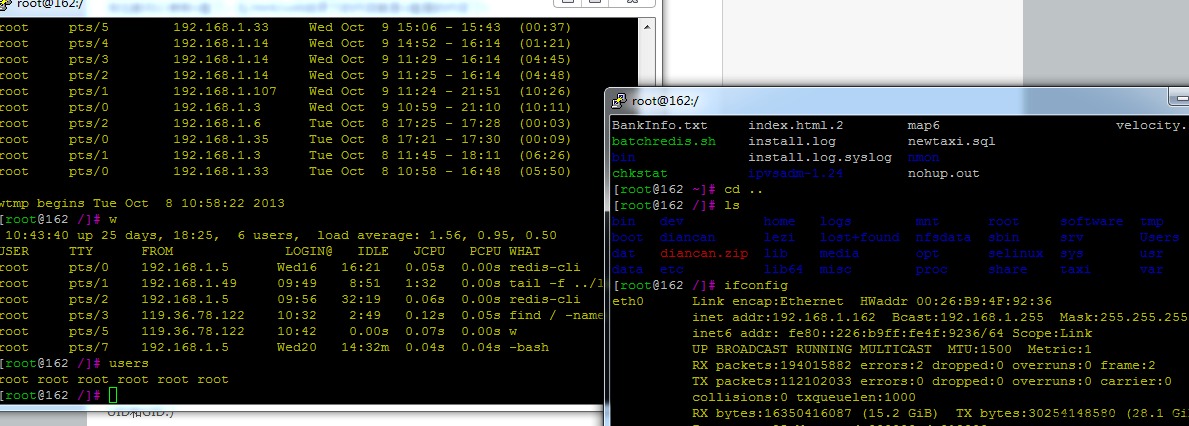 root@162:/
root     pts/5        192.168.1.33     Wed Oct  9 15:06 - 15:43  (00:37)
root     pts/4        192.168.1.14     Wed Oct  9 14:52 - 16:14  (01:21)
root     pts/3        192.168.1.14     Wed Oct  9 11:29 - 16:14  (04:45)
root     pts/2        192.168.1.14     Wed Oct  9 11:25 - 16:14  (04:48)
root     pts/1        192.168.1.107    Wed Oct  9 11:24 - 21:51  (10:26)
root     pts/0        192.168.1.3      Wed Oct  9 10:59 - 21:10  (10:11)
root     pts/2        192.168.1.6      Tue Oct  8 17:25 - 17:28  (00:03)
root     pts/0        192.168.1.35     Tue Oct  8 17:21 - 17:30  (00:09)
root     pts/1        192.168.1.3      Tue Oct  8 11:45 - 18:11  (06:26)
root     pts/0        192.168.1.33     Tue Oct  8 10:58 - 16:48  (05:50)
wtmp begins Tue Oct  8 10:58:22 2013
[root@162 /]# w
10:43:40 up 25 days, 18:25,  6 users,  load average: 1.56, 0.95, 0.50
USER     TTY      FROM              LOGIN@   IDLE   JCPU   PCPU WHAT
root     pts/0    192.168.1.5      Wed16   16:21   0.05s  0.00s redis-cli
root     pts/1    192.168.1.49     09:49    8:51   1:32   0.00s tail -f ../l
root     pts/2    192.168.1.5      09:56   32:19   0.06s  0.00s redis-cli
root     pts/3    119.36.78.122    10:32    2:49   0.12s  0.05s find / -name
root     pts/5    119.36.78.122    10:42    0.00s  0.07s  0.00s w
root     pts/7    192.168.1.5      Wed20   14:32m  0.04s  0.04s -bash
[root@162 /]# users
root root root root root root
[root@162 /]#
UID和GID.)
root@162:/
BankInfo.txt     index.html.2        map6                       velocity.
batchredis.sh    install.log         newtaxi.sql
bin              install.log.syslog  nmon
chkstat          ipvsadm-1.24        nohup.out
[root@162 ~]# cd ..
[root@162 /]# ls
bin   dev          home   logs        mnt      root     software  tmp
boot  diancan      lezi   lost+found  nfsdata  sbin     srv       Users
dat   diancan.zip  lib    media       opt      selinux  sys       usr
data  etc          lib64  misc        proc     share    taxi      var
[root@162 /]# ifconfig
eth0      Link encap:Ethernet  HWaddr 00:26:B9:4F:92:36
inet addr:192.168.1.162  Bcast:192.168.1.255  Mask:255.255.255
inet6 addr: fe80::226:b9ff:fe4f:9236/64 Scope:Link
UP BROADCAST RUNNING MULTICAST  MTU:1500  Metric:1
RX packets:194015882 errors:2 dropped:0 overruns:0 frame:2
TX packets:112102033 errors:0 dropped:0 overruns:0 carrier:0
collisions:0 txqueuelen:1000
RX bytes:16350416087 (15.2 GiB)  TX bytes:30254148580 (28.1 Gi